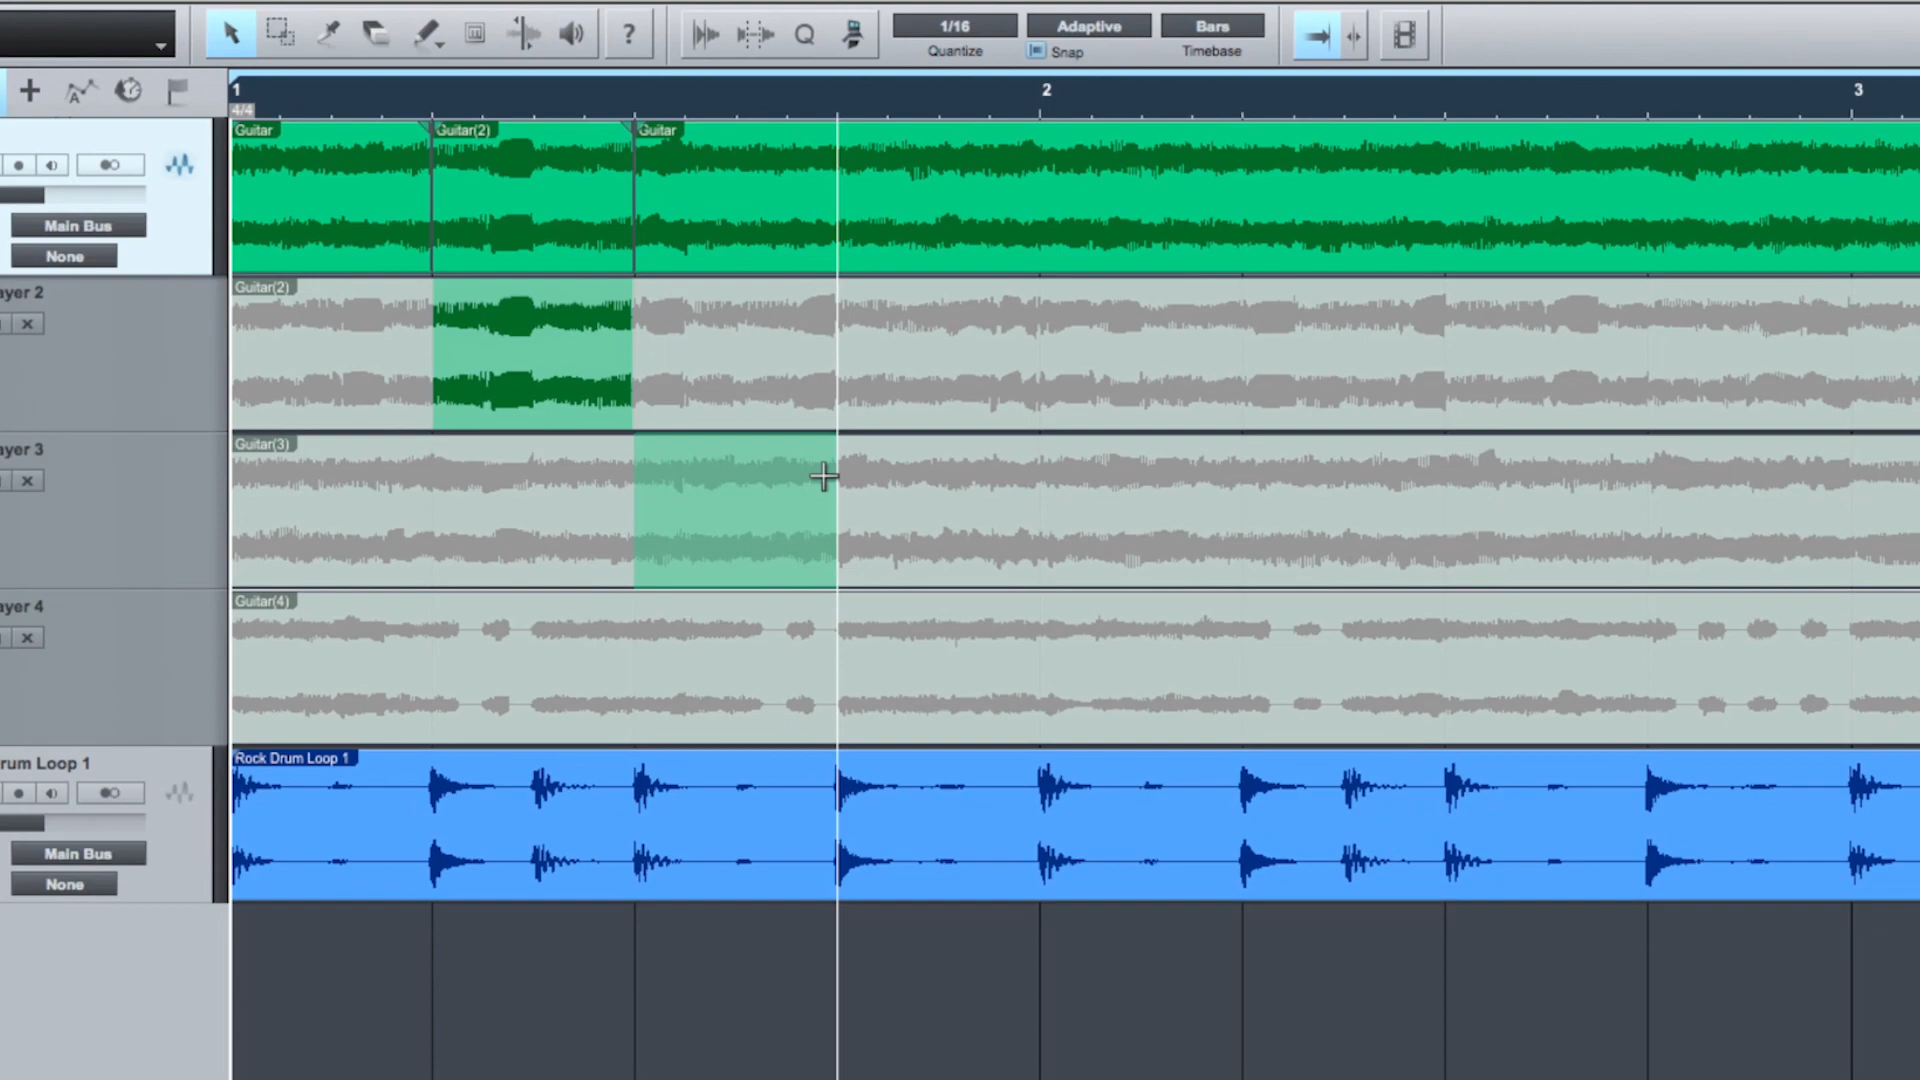 ?
Q
1/16
Adaptive
Bars
Quantize
Snap
Timebase
1
2
3
4/4
Guitar
Guitar(2)
Guitar
Main Bus
None
ayer 2
X
Guitar(2)
ayer 3
X
Guitar(3)
ayer 4
X
Guitar(4)
rum Loop 1
Rock Drum Loop 1
Main Bus
None